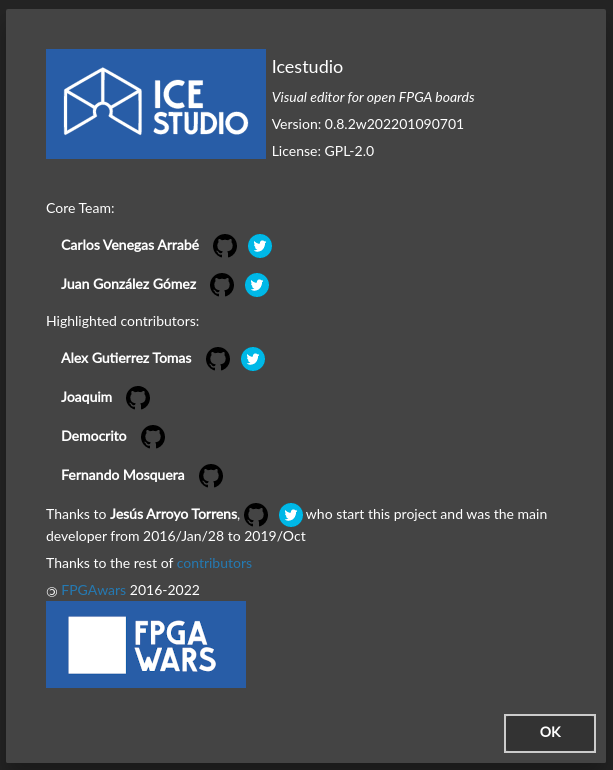 ICE
STUDIO
Icestudio
Visual editor for open FPGA boards
Version: 0.8.2w202201090701
License: GPL-2.0
Core Team:
Carlos Venegas Arrabé
Juan González Gómez
Highlighted contributors:
Alex Gutierrez Tomas
Joaquim
Democrito
Fernando Mosquera
Thanks to Jesús Arroyo Torrens, who start this project and was the main
developer from 2016/Jan/28 to 2019/Oct
Thanks to the rest of contributors
🄯 FPGAwars 2016-2022
FPGA
WARS
OK